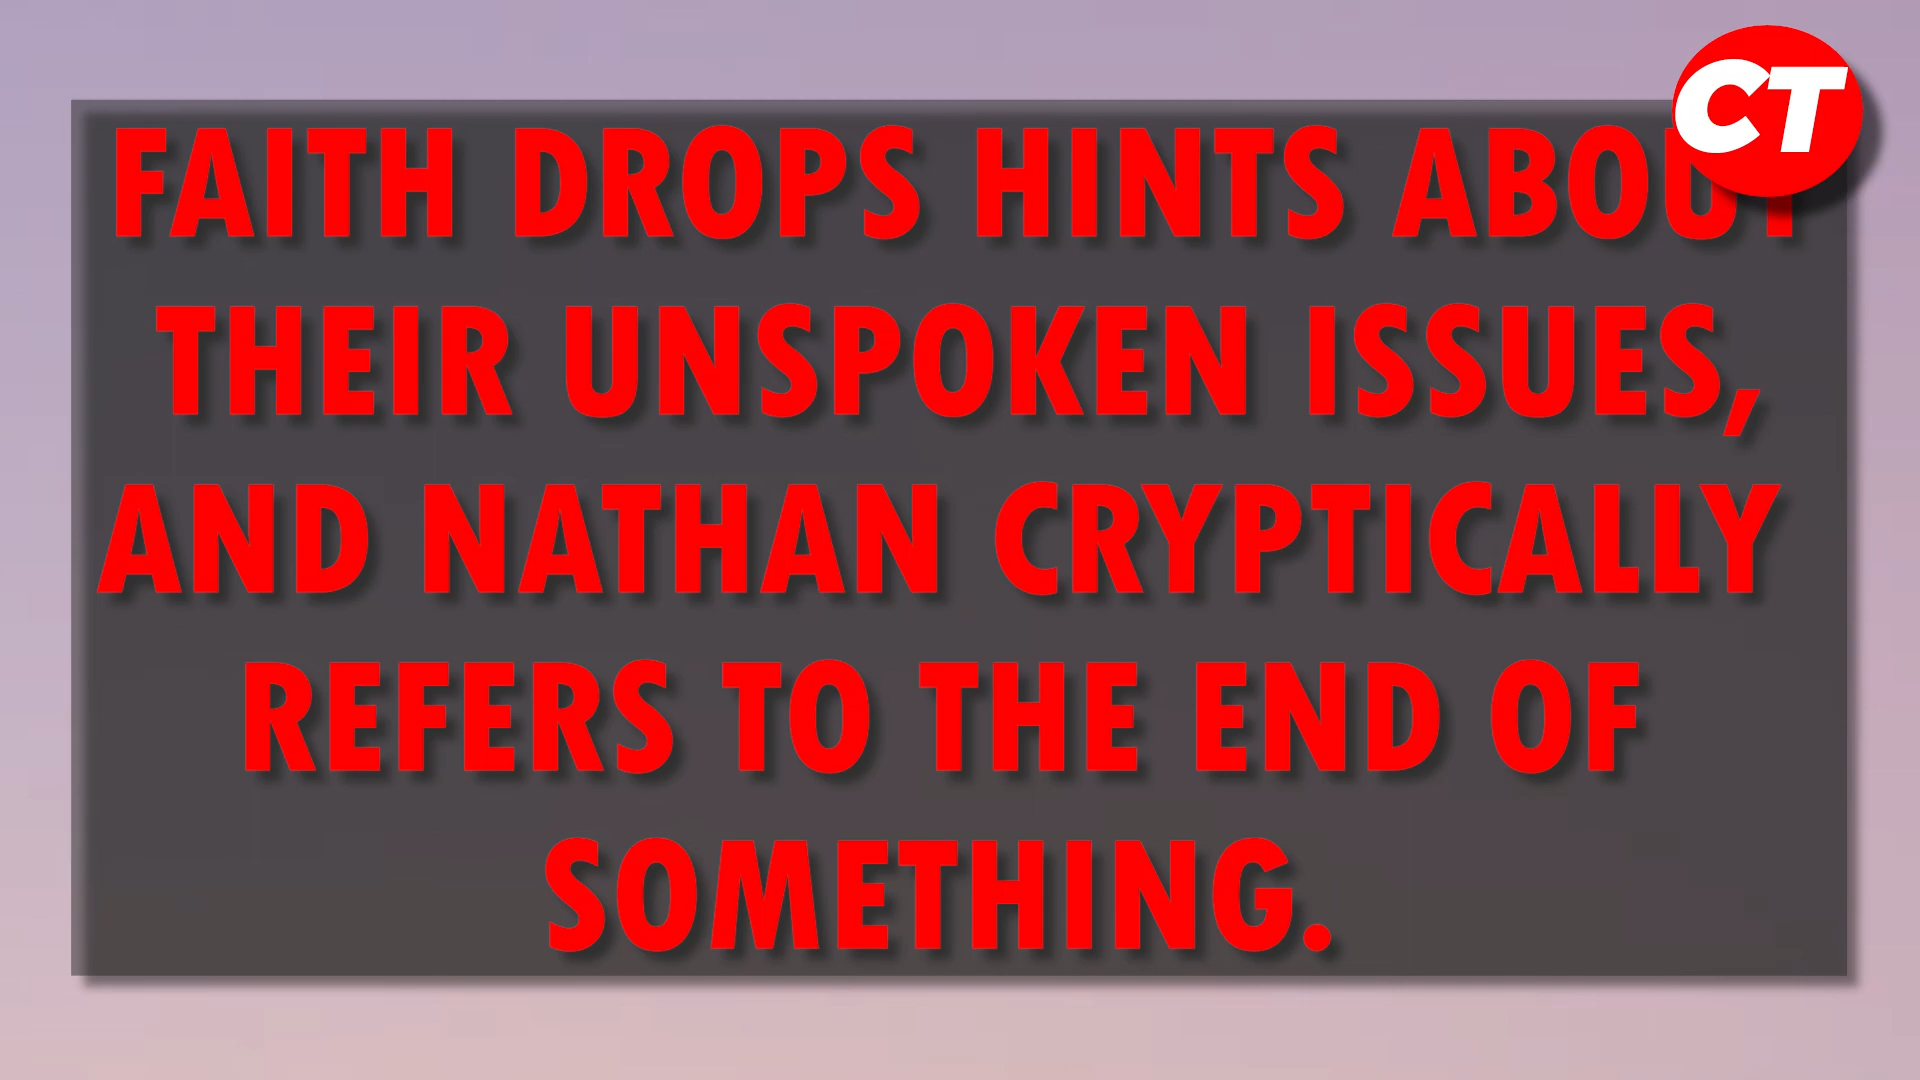 CT
FAITH DROPS HINTS ABOUT
THEIR UNSPOKEN ISSUES,
AND NATHAN CRYPTICALLY
REFERS TO THE END OF
SOMETHING.